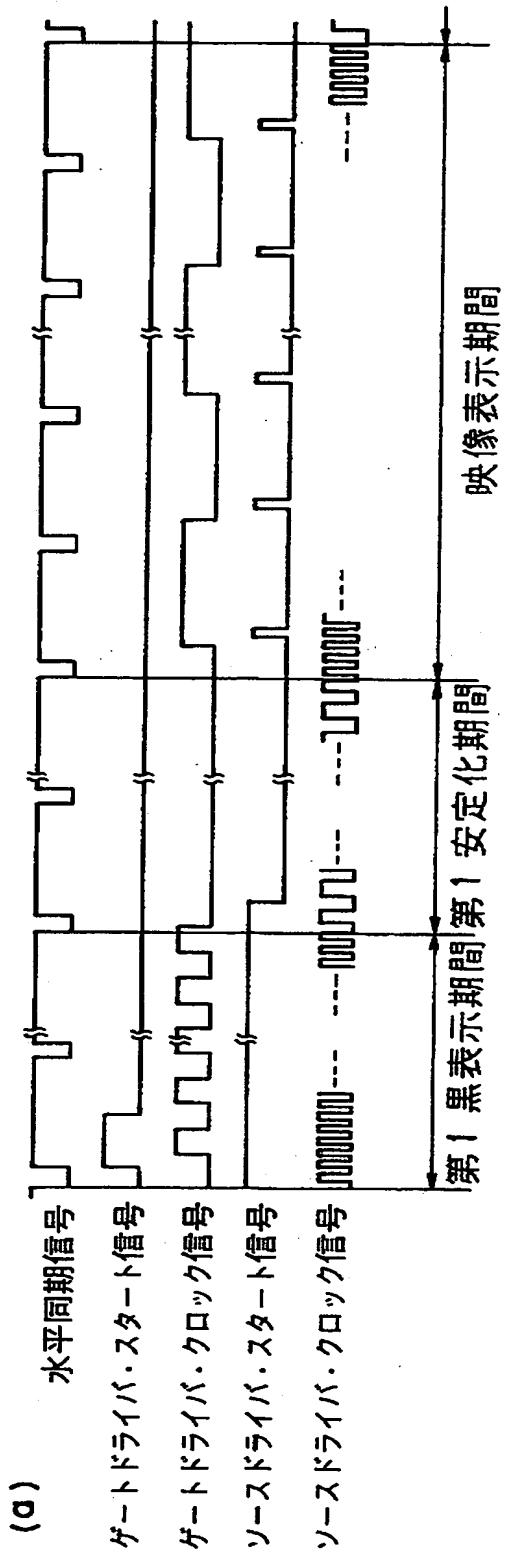 (a)
水平同期信号
ゲートドライバ・スタート信号
ゲートドライバ・クロック信号
ソースドライバ・スタート信号
ソースドライバ・クロック信号
第1 黒表示期間
第1 安定化期間
映像表示期間